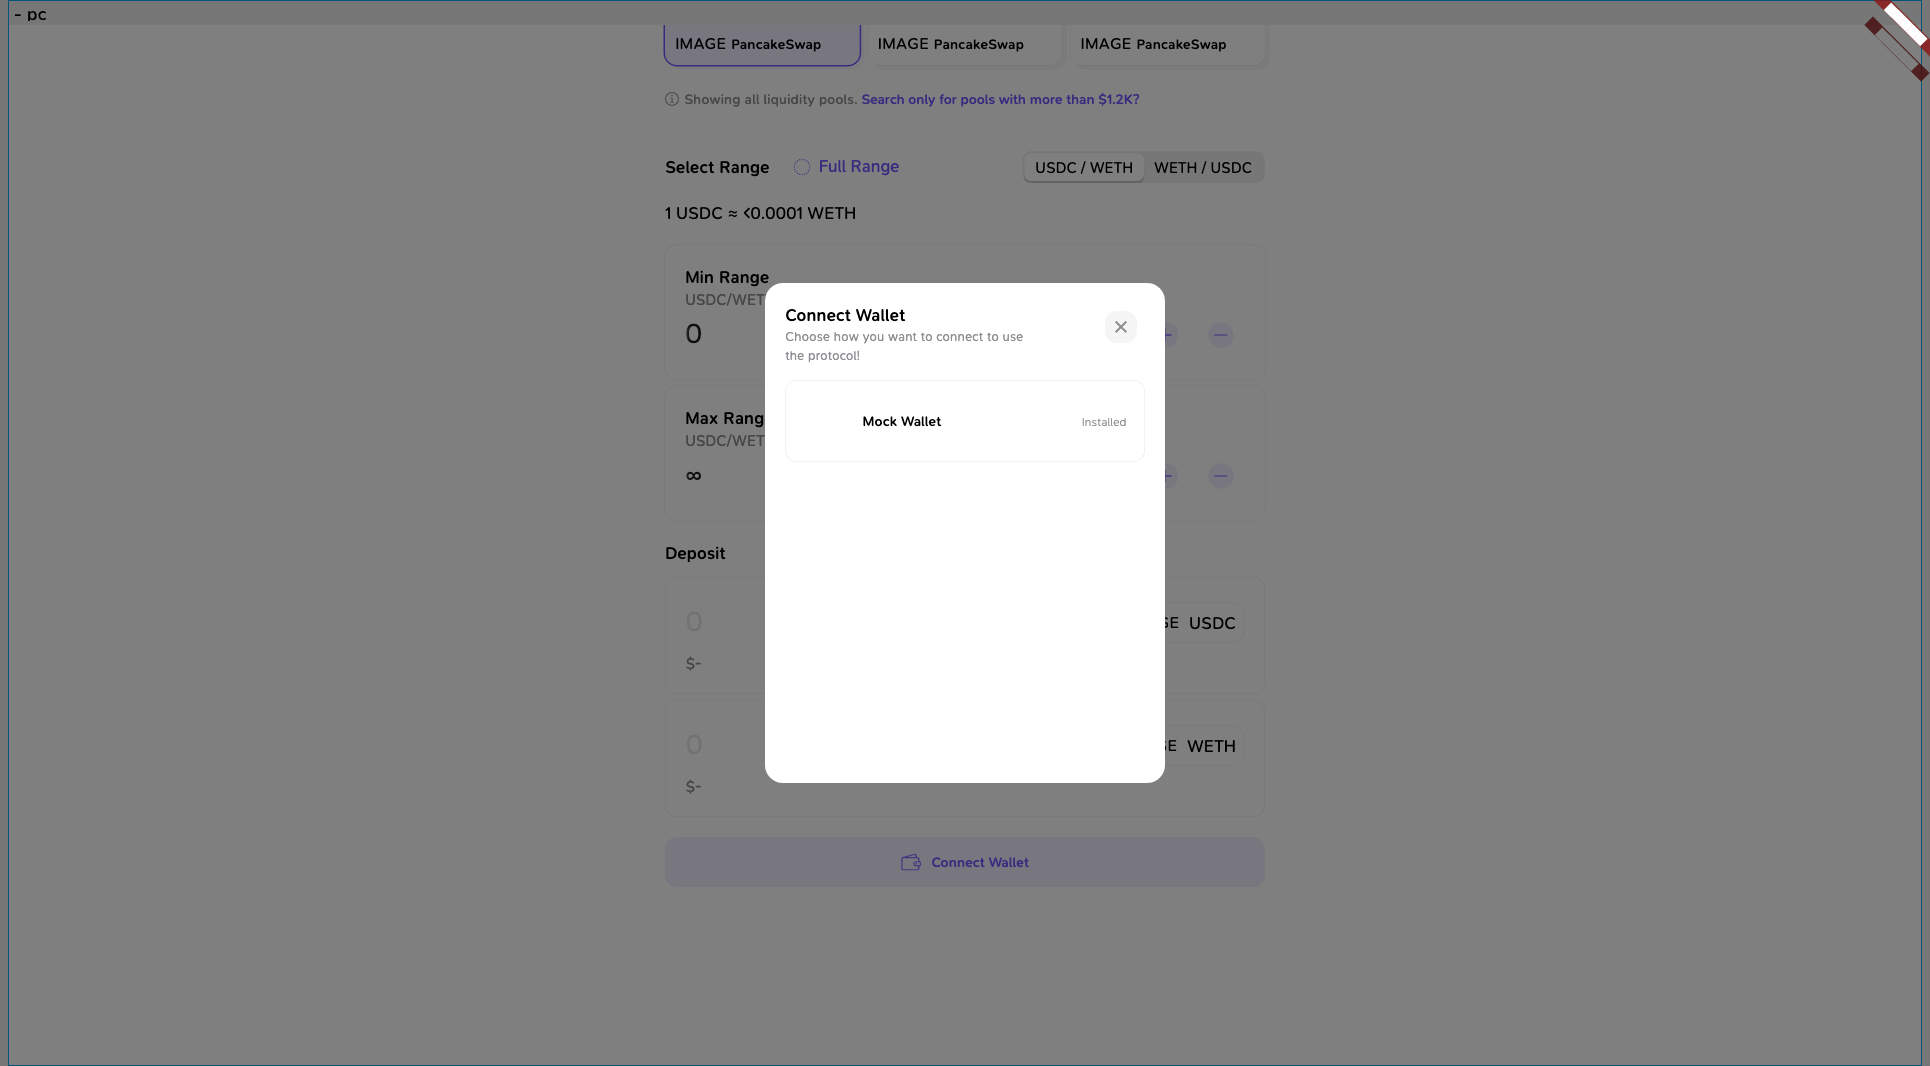 - pc
IMAGE PancakeSwap
IMAGE PancakeSwap
IMAGE PancakeSwap
Showing all liquidity pools. Search only for pools with more than $1.2K?
Select Range
Full Range
USDC / WETH
WETH / USDC
1 USDC ≈ <0.0001 WETH
Min Range
USDC/WET
0
Connect Wallet
Choose how you want to connect to use
the protocol!
Mock Wallet
Installed
Max Rang
USDC/WET
∞
Deposit
0
$-
GE USDC
0
$-
GE WETH
Connect Wallet